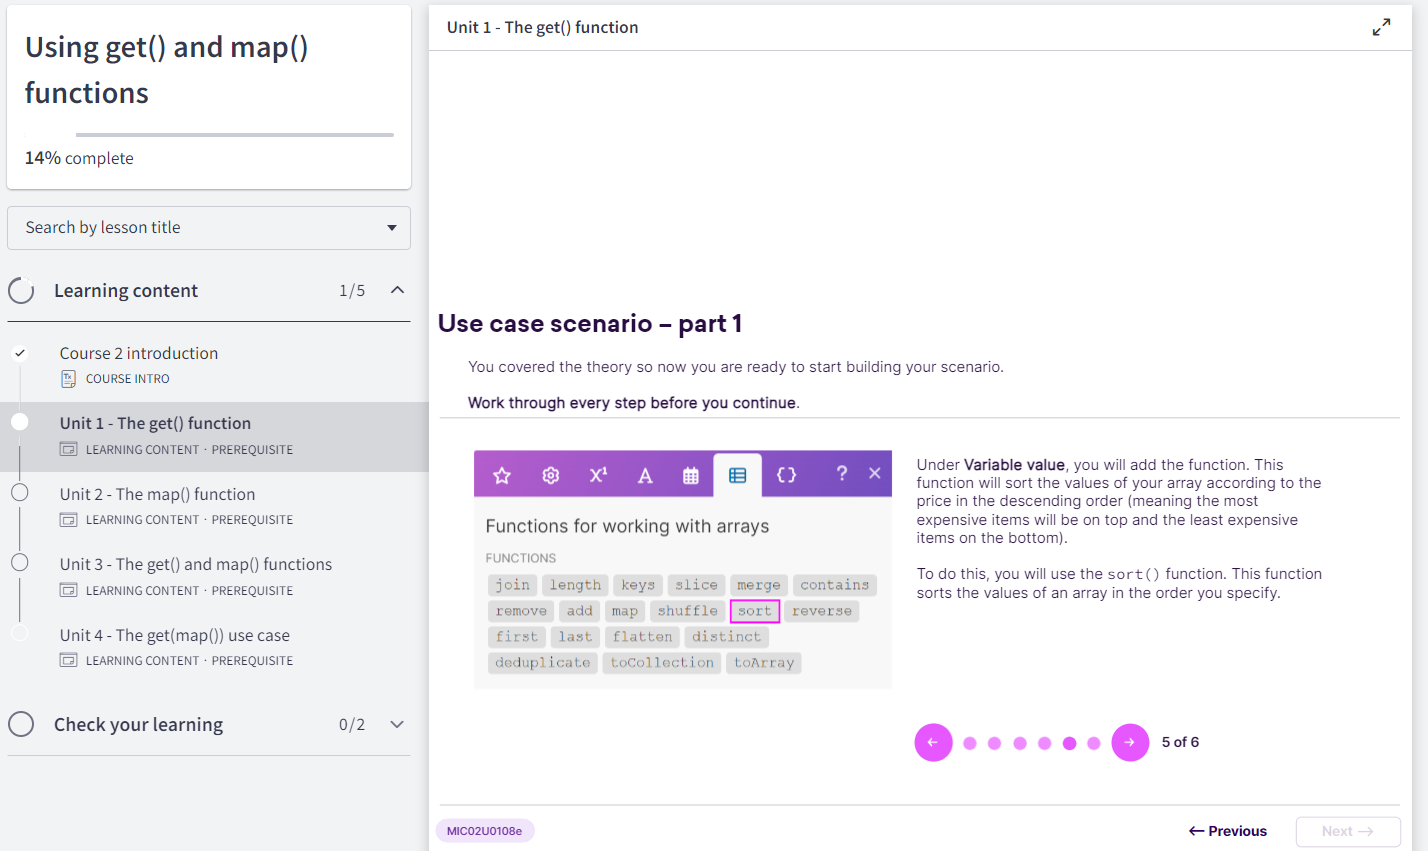 Using get() and map()
functions
14% complete
Search by lesson title
Learning content 1/5
Course 2 introduction
COURSE INTRO
Unit 1 - The get() function
LEARNING CONTENT · PREREQUISITE
Unit 2 - The map() function
LEARNING CONTENT · PREREQUISITE
Unit 3 - The get() and map() functions
LEARNING CONTENT · PREREQUISITE
Unit 4 - The get(map()) use case
LEARNING CONTENT · PREREQUISITE
Check your learning 0/2
Unit 1 - The get() function
Use case scenario – part 1
You covered the theory so now you are ready to start building your scenario.
Work through every step before you continue.
X¹ A { } ? ×
Functions for working with arrays
FUNCTIONS
join length keys slice merge contains
remove add map shuffle sort reverse
first last flatten distinct
deduplicate toCollection toArray
Under Variable value, you will add the function. This
function will sort the values of your array according to the
price in the descending order (meaning the most
expensive items will be on top and the least expensive
items on the bottom).
To do this, you will use the sort() function. This function
sorts the values of an array in the order you specify.
← → 5 of 6
MIC02U0108e
← Previous Next →